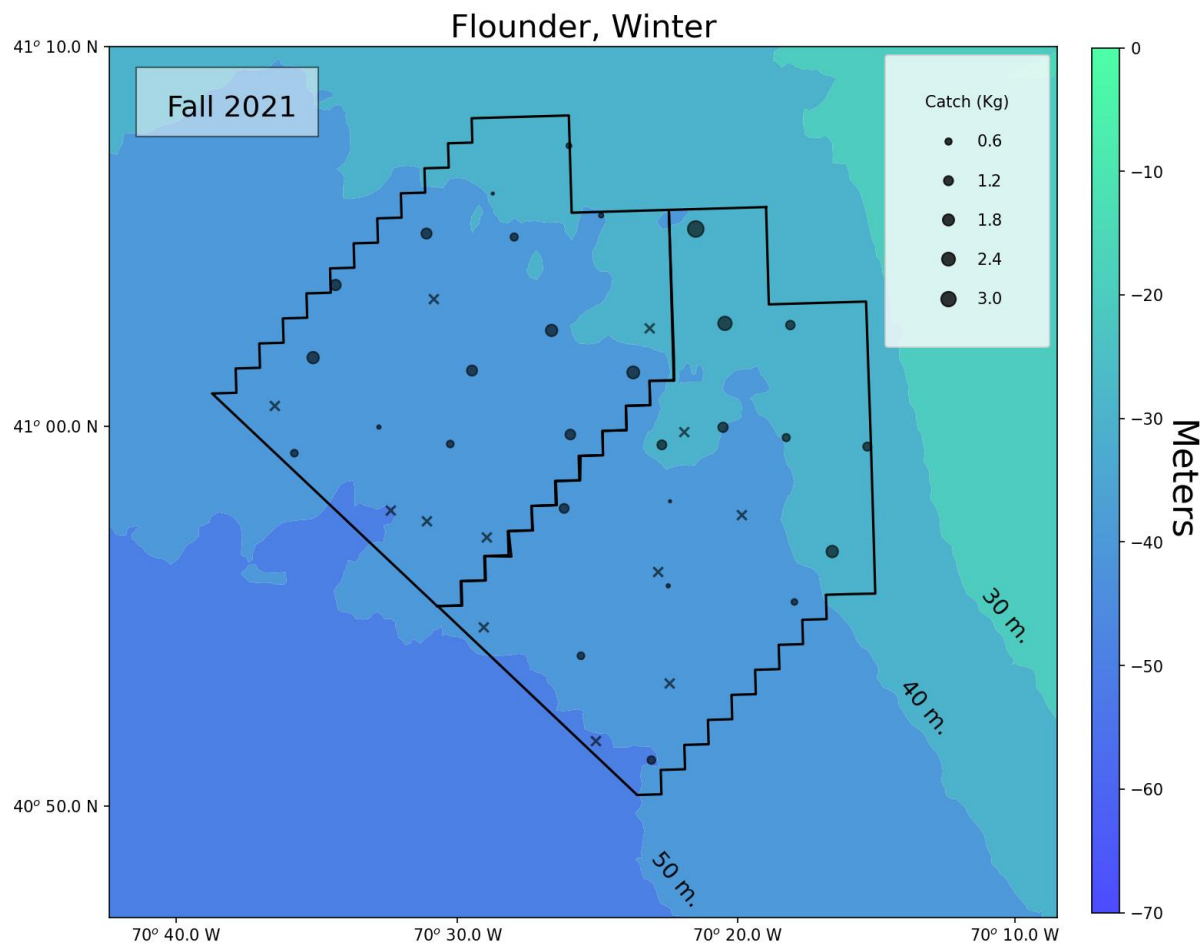 Flounder, Winter
41° 10.0 N
41° 00.0 N
40° 50.0 N
Fall 2021
Catch (Kg)
0.6
1.2
1.8
2.4
3.0
30 m.
40 m.
50 m.
70° 40.0 W
70° 30.0 W
70° 20.0 W
70° 10.0 W
0
−10
−20
−30
−40
−50
−60
−70
Meters